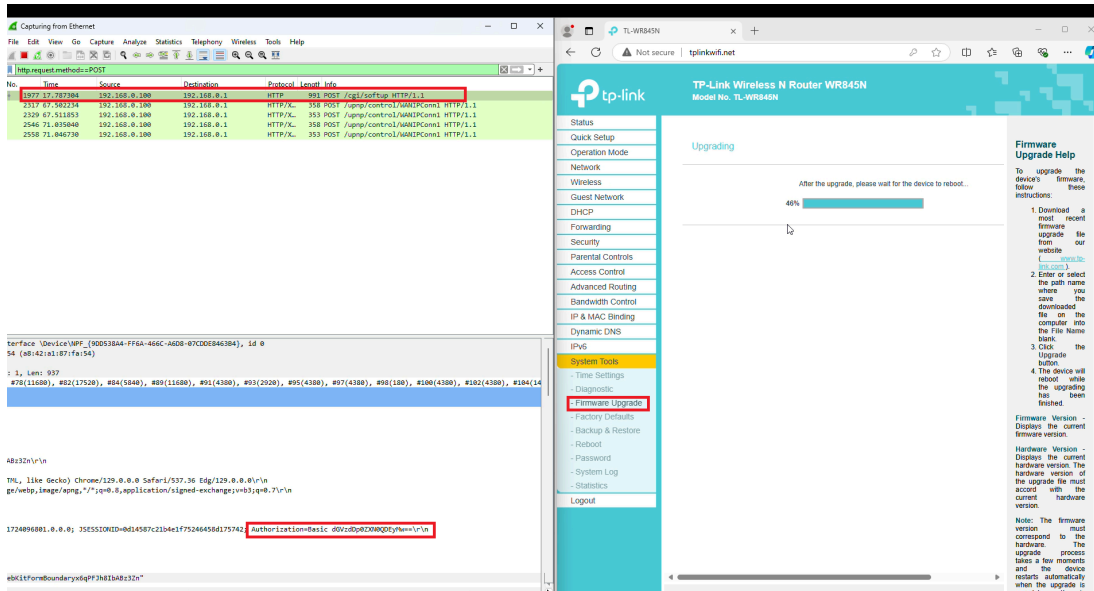 Capturing from Ethernet
File Edit View Go Capture Analyze Statistics Telephony Wireless Tools Help
http.request.method==POST
No. Time Source Destination Protocol Length Info
1977 17.787304 192.168.0.100 192.168.0.1 HTTP 991 POST /cgi/softup HTTP/1.1
2317 67.502234 192.168.0.100 192.168.0.1 HTTP/X… 358 POST /upnp/control/WANIPConn1 HTTP/1.1
2329 67.511853 192.168.0.100 192.168.0.1 HTTP/X… 353 POST /upnp/control/WANIPConn1 HTTP/1.1
2546 71.035040 192.168.0.100 192.168.0.1 HTTP/X… 358 POST /upnp/control/WANIPConn1 HTTP/1.1
2558 71.046730 192.168.0.100 192.168.0.1 HTTP/X… 353 POST /upnp/control/WANIPConn1 HTTP/1.1
terface \Device\NPF_{9DD538A4-FF6A-466C-A6D8-07CDDE8463B4}, id 0
54 (a8:42:a1:87:fa:54)
: 1, Len: 937
#78(11680), #82(17520), #84(5840), #89(11680), #91(4380), #93(2920), #95(4380), #97(4380), #98(180), #100(4380), #102(4380), #104(14
ABz3Zn\r\n
TML, like Gecko) Chrome/129.0.0.0 Safari/537.36 Edg/129.0.0.0\r\n
ge/webp,image/apng,*/*;q=0.8,application/signed-exchange;v=b3;q=0.7\r\n
1724096801.0.0.0; JSESSIONID=0d14587c21b4e1f75246458d175742; Authorization=Basic dGVzdDp0ZXN0QDEyMw==\r\n
ebKitFormBoundaryx6qPFJh8IbABz3Zn"
TL-WR845N
Not secure tplinkwifi.net
tp-link
TP-Link Wireless N Router WR845N
Model No. TL-WR845N
Status
Quick Setup
Operation Mode
Network
Wireless
Guest Network
DHCP
Forwarding
Security
Parental Controls
Access Control
Advanced Routing
Bandwidth Control
IP & MAC Binding
Dynamic DNS
IPv6
System Tools
- Time Settings
- Diagnostic
- Firmware Upgrade
- Factory Defaults
- Backup & Restore
- Reboot
- Password
- System Log
- Statistics
Logout
Upgrading
After the upgrade, please wait for the device to reboot...
46%
Firmware
Upgrade Help
To upgrade the
device's firmware,
follow these
instructions:
1. Download a
most recent
firmware
upgrade file
from our
website
( www.tp-
link.com ).
2. Enter or select
the path name
where you
save the
downloaded
file on the
computer into
the File Name
blank.
3. Click the
Upgrade
button.
4. The device will
reboot while
the upgrading
has been
finished.
Firmware Version -
Displays the current
firmware version.
Hardware Version -
Displays the current
hardware version. The
hardware version of
the upgrade file must
accord with the
current hardware
version.
Note: The firmware
version must
correspond to the
hardware. The
upgrade process
takes a few moments
and the device
restarts automatically
when the upgrade is